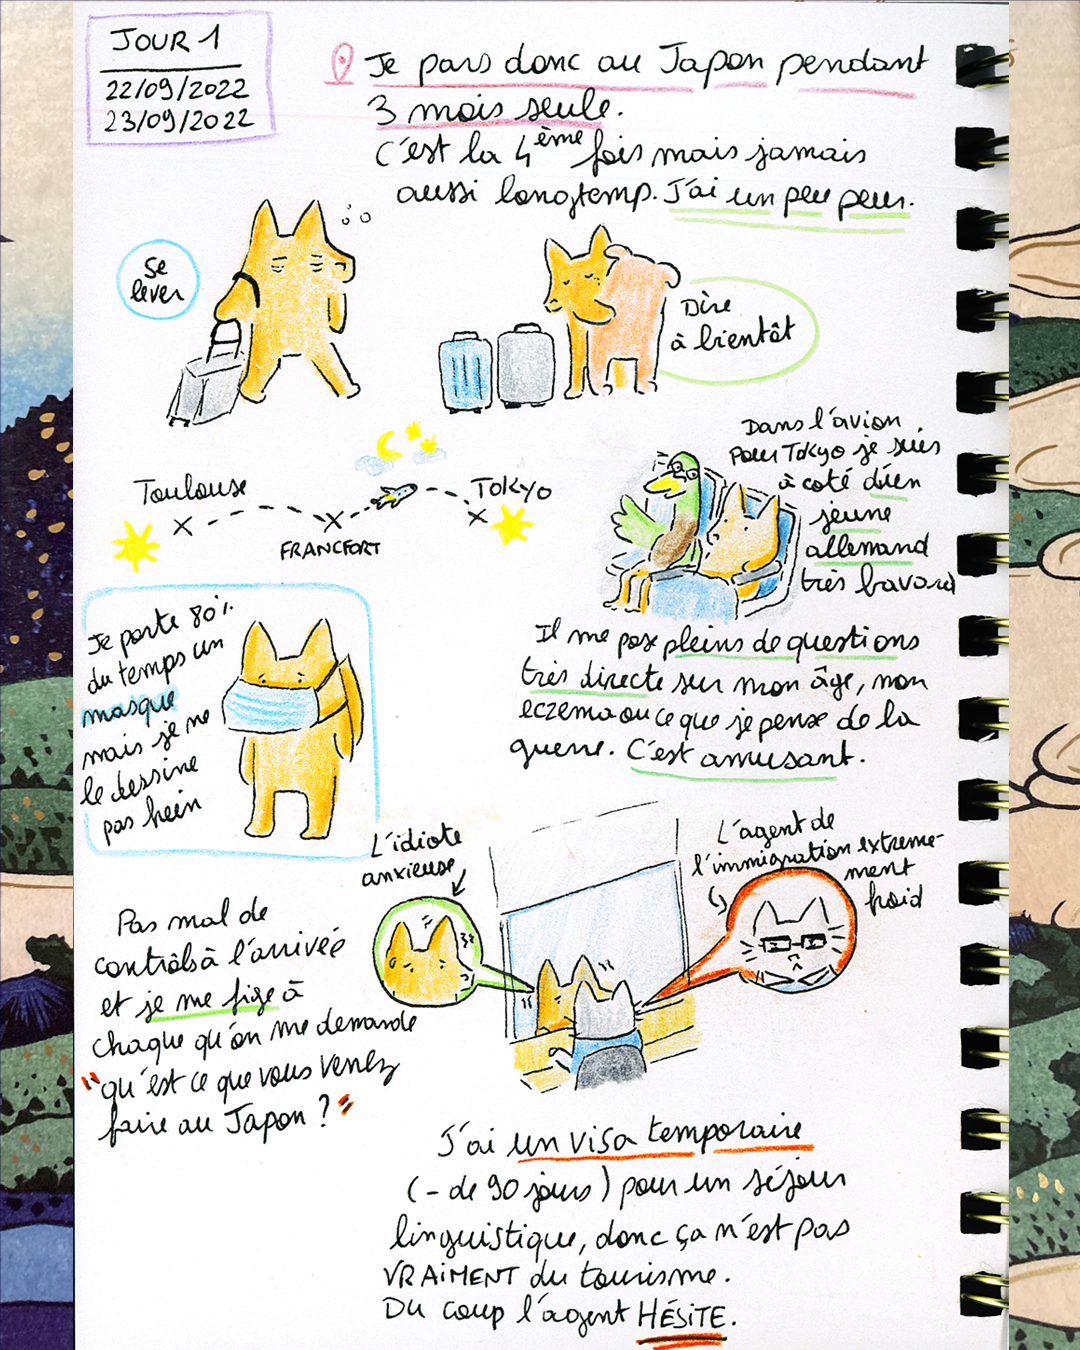 JOUR 1
22/09/2022
23/09/2022
Je pars donc au Japon pendant
3 mois seule.
C'est la 4ème fois mais jamais
aussi longtemp. J'ai un peu peur.
Se
lever
Dire
à bientôt
Toulouse
FRANCFORT
TOKYO
Dans l'avion
pour Tokyo je suis
à coté d'un
jeune
allemand
très bavard
Il me pose pleins de questions
très directe sur mon âge, mon
eczema ou ce que je pense de la
guerre. C'est amusant.
Je porte 80%
du temps un
masque
mais je ne
le dessine
pas hein
L'idiote
anxieuse
L'agent de
l'immigration extreme-
ment
froid
Pas mal de
contrôls à l'arrivée
et je me fige à
chaque qu'on me demande
"qu'est ce que vous venez
faire au Japon ?"
J'ai un visa temporaire
(- de 90 jours) pour un séjour
linguistique, donc ça n'est pas
VRAIMENT du tourisme.
Du coup l'agent HÉSITE.